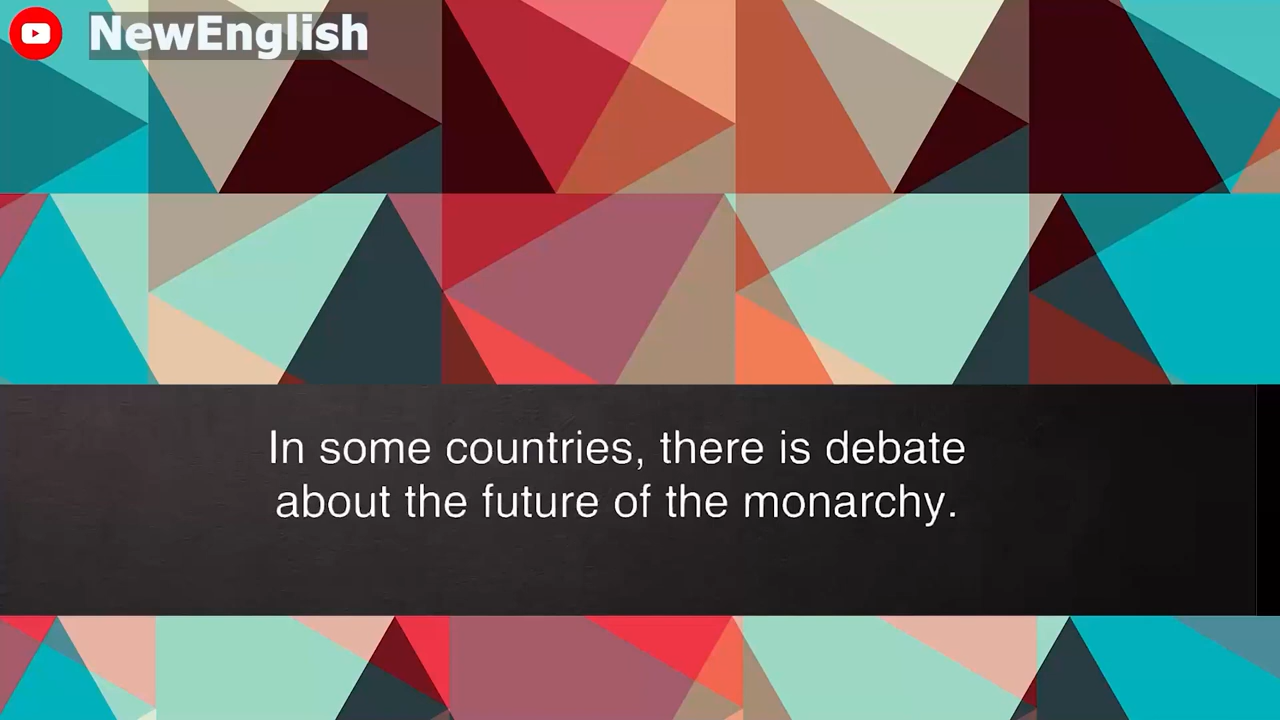 NewEnglish
In some countries, there is debate
about the future of the monarchy.